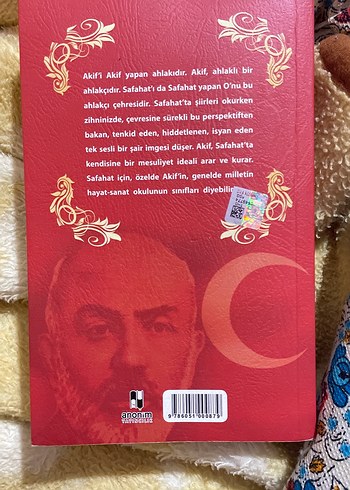 Akif'i Akif yapan ahlakıdır. Akif, ahlaklı bir
ahlakçıdır. Safahat'ı da Safahat yapan O'nu bu
ahlakçı çehresidir. Safahat'ta şiirleri okurken
zihninizde, çevresine sürekli bu perspektiften
bakan, tenkid eden, hiddetlenen, isyan eden
tek sesli bir şair imgesi düşer. Akif, Safahat'ta
kendisine bir mesuliyet ideali arar ve kurar.
Safahat için, özelde Akif'in, genelde milletin
hayat-sanat okulunun sınıfları diyebili
anonim
YAYINCILIK
9 786051 000879